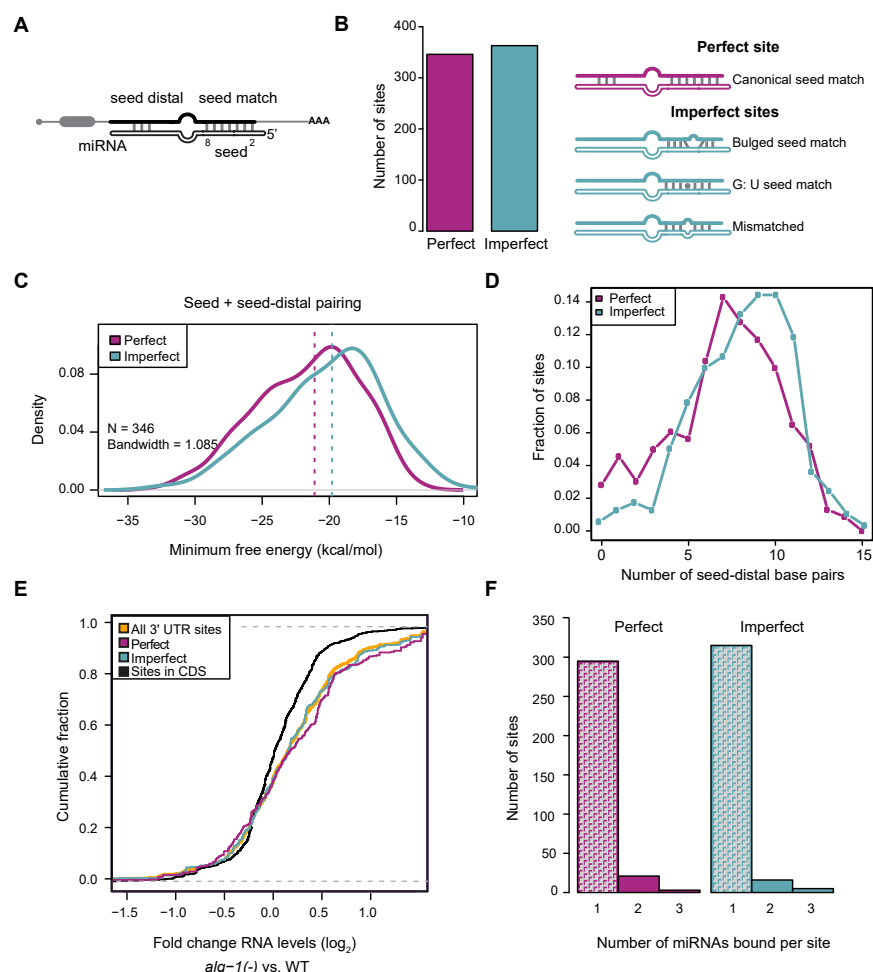 A
seed distal seed match
AAA
miRNA
8 2 5'
seed
B
Number of sites
400
300
200
100
0
Perfect Imperfect
Perfect site
Canonical seed match
Imperfect sites
Bulged seed match
G: U seed match
Mismatched
C
Seed + seed-distal pairing
Perfect
Imperfect
N = 346
Bandwidth = 1.085
Density
0.08
0.04
0.00
−35 −30 −25 −20 −15 −10
Minimum free energy (kcal/mol)
D
Perfect
Imperfect
Fraction of sites
0.14
0.12
0.10
0.08
0.06
0.04
0.02
0.00
0 5 10 15
Number of seed-distal base pairs
E
All 3' UTR sites
Perfect
Imperfect
Sites in CDS
Cumulative fraction
1.0
0.8
0.6
0.4
0.2
0.0
−1.5 −1.0 0.0 0.5 1.0
Fold change RNA levels (log2)
alg−1(-) vs. WT
F
Perfect Imperfect
Number of sites
350
300
250
200
150
100
50
0
1 2 3 1 2 3
Number of miRNAs bound per site